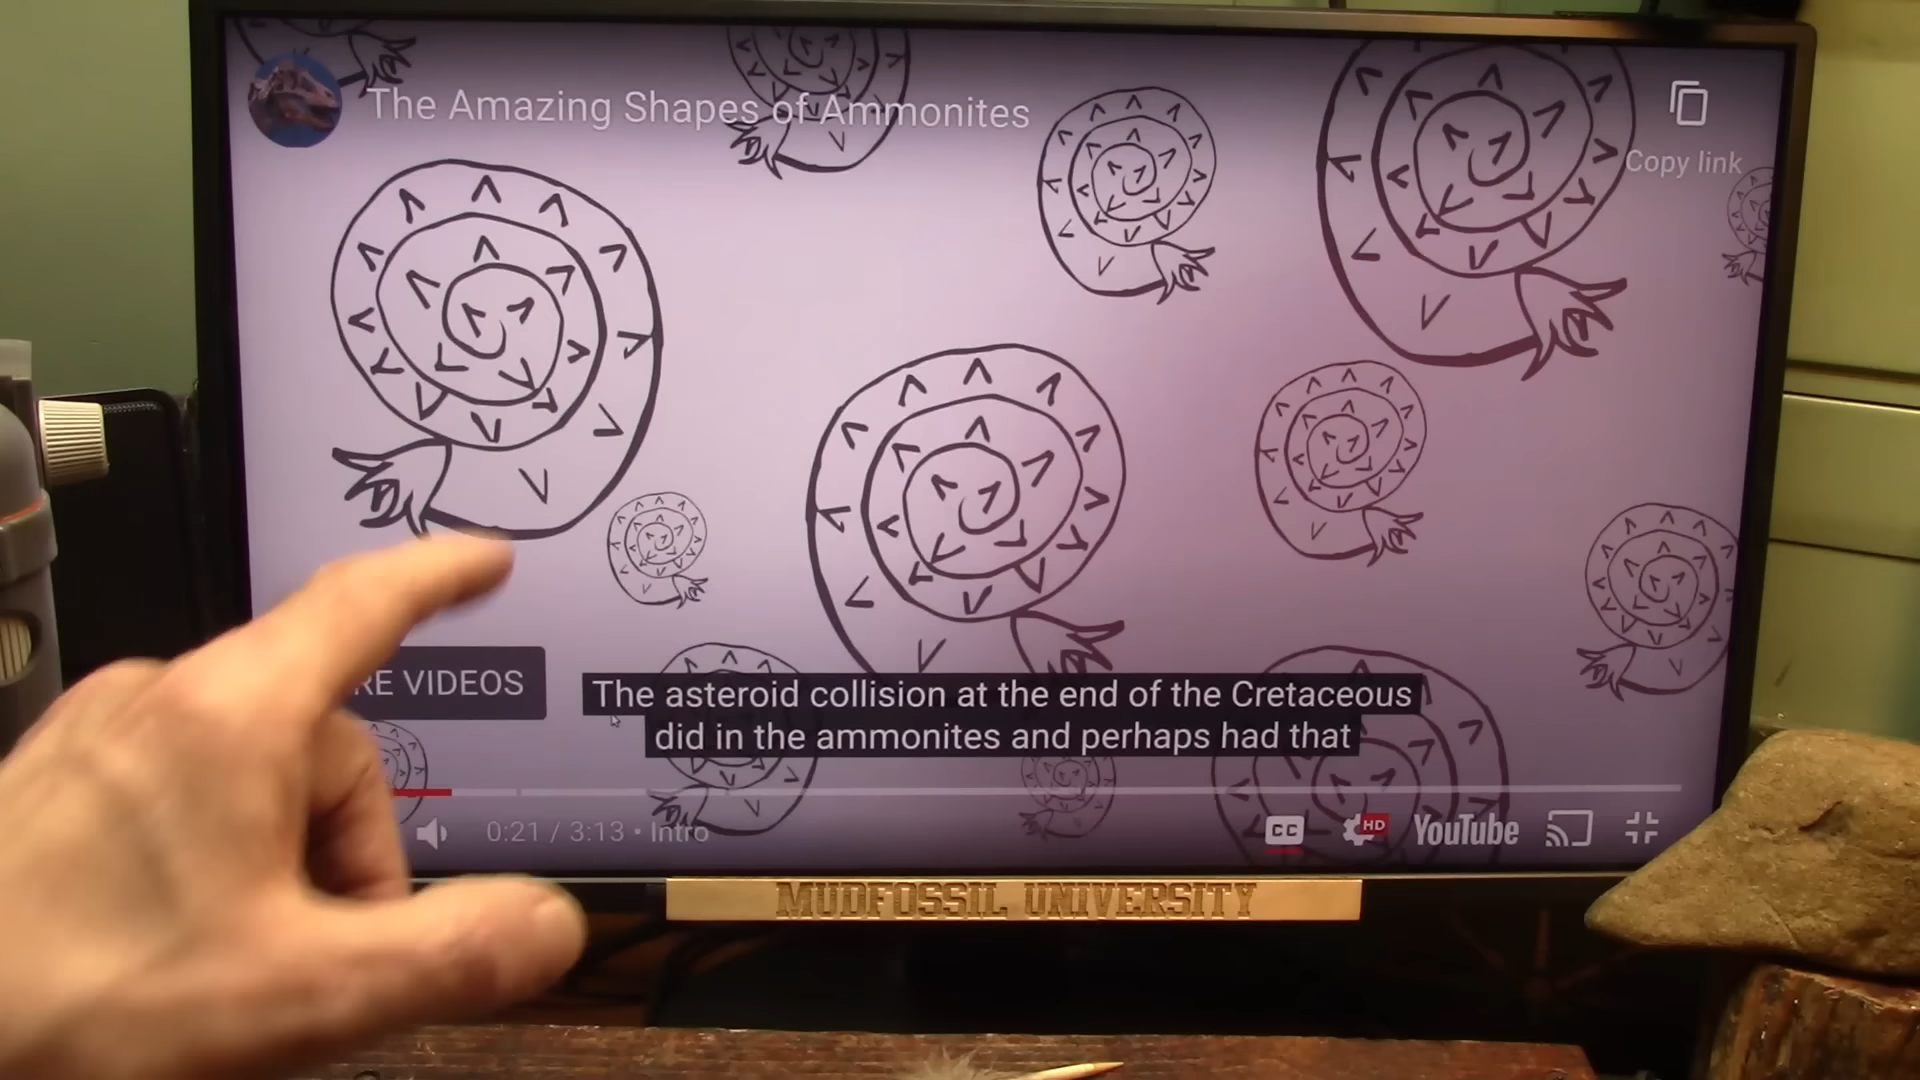 The Amazing Shapes of Ammonites
Copy link
RE VIDEOS
The asteroid collision at the end of the Cretaceous
did in the ammonites and perhaps had that
0:21 / 3:13 • Intro
CC
HD
YouTube
MUDFOSSIL UNIVERSITY